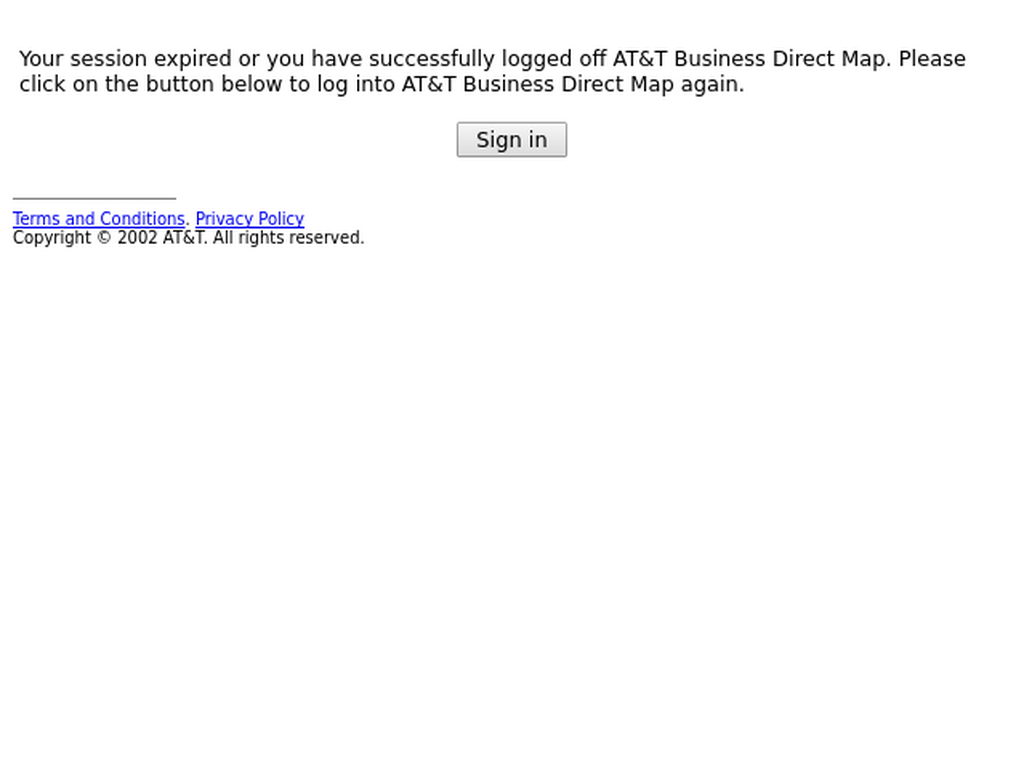 Your session expired or you have successfully logged off AT&T Business Direct Map. Please
click on the button below to log into AT&T Business Direct Map again.
Sign in
Terms and Conditions. Privacy Policy
Copyright © 2002 AT&T. All rights reserved.